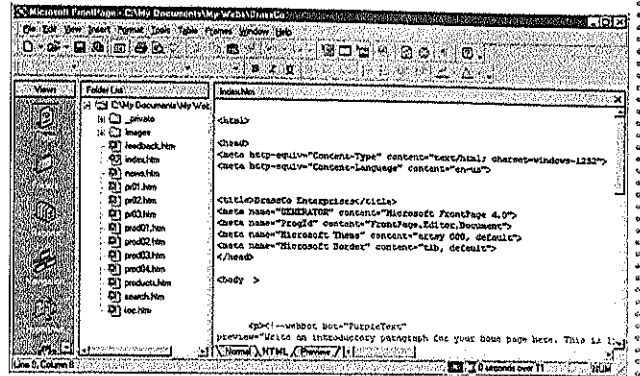 Microsoft FrontPage - C:\My Documents\My Webs\BrassCo
File Edit View Insert Format Tools Table Frames Window Help
B I U
Views
Folder List
index.htm
C:\My Documents\My Web
_private
images
feedback.htm
index.htm
news.htm
pr01.htm
pr02.htm
pr03.htm
prod01.htm
prod02.htm
prod03.htm
prod04.htm
products.htm
search.htm
toc.htm
<html>
<head>
<meta http-equiv="Content-Type" content="text/html; charset=windows-1252">
<meta http-equiv="Content-Language" content="en-us">
<title>BrassCo Enterprises</title>
<meta name="GENERATOR" content="Microsoft FrontPage 4.0">
<meta name="ProgId" content="FrontPage.Editor.Document">
<meta name="Microsoft Theme" content="artsy 000, default">
<meta name="Microsoft Border" content="tlb, default">
</head>
<body >
<p><!--webbot bot="PurpleText"
preview="Write an introductory paragraph for your home page here. This is
Normal HTML Preview
Line 9, Column 8
0 seconds over T1
NUM